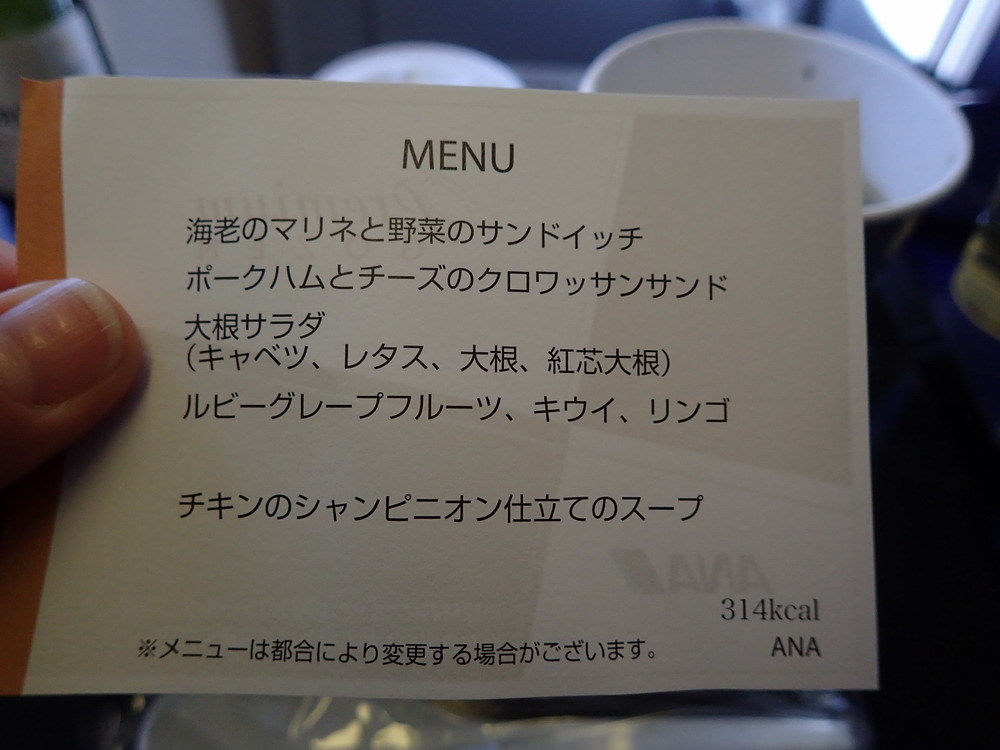 MENU
海老のマリネと野菜のサンドイッチ
ポークハムとチーズのクロワッサンサンド
大根サラダ
(キャベツ、レタス、大根、紅芯大根)
ルビーグレープフルーツ、キウイ、リンゴ
チキンのシャンピニオン仕立てのスープ
ANA
314kcal
※メニューは都合により変更する場合がございます。
ANA
Premium